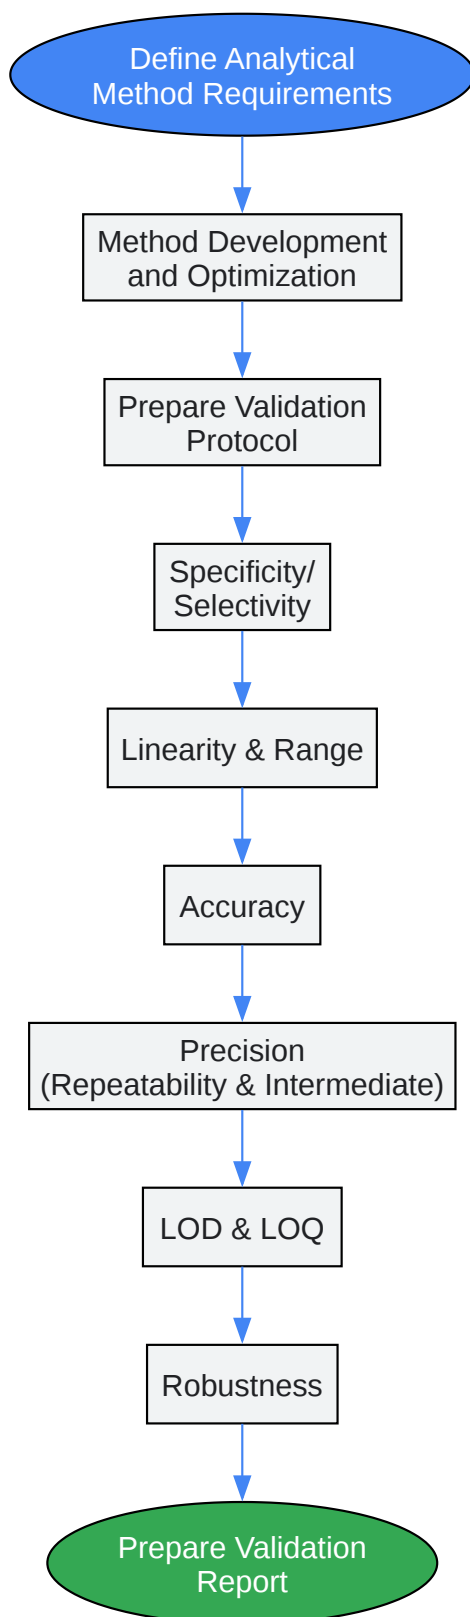 Define Analytical
Method Requirements
Method Development
and Optimization
Prepare Validation
Protocol
Specificity/
Selectivity
Linearity & Range
Accuracy
Precision
(Repeatability & Intermediate)
LOD & LOQ
Robustness
Prepare Validation
Report